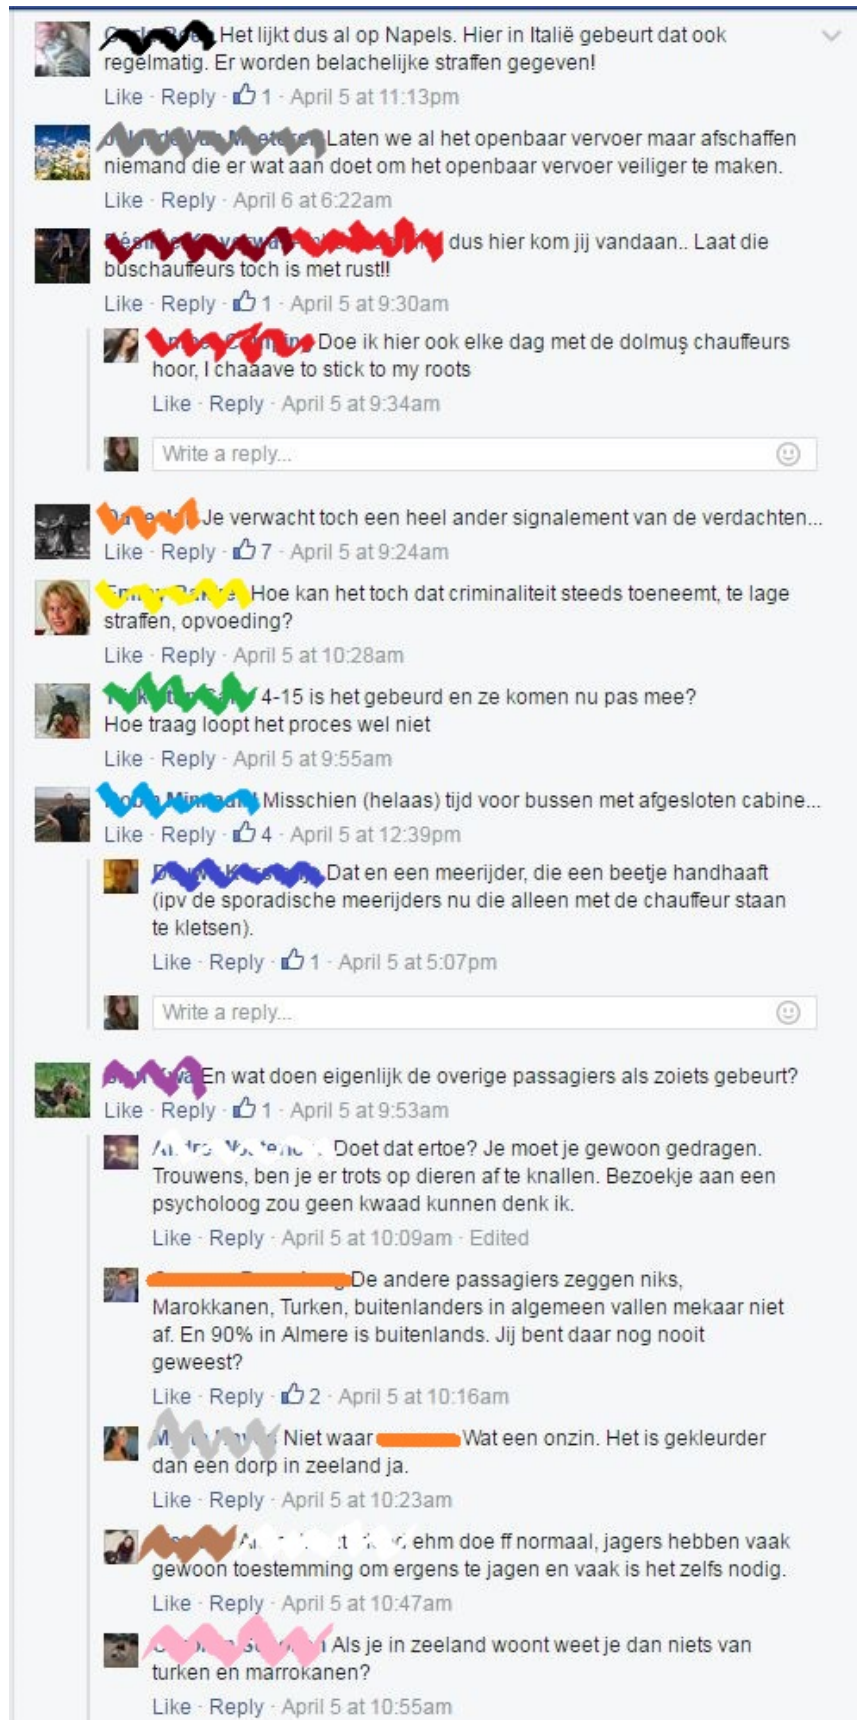 Het lijkt dus al op Napels. Hier in Italië gebeurt dat ook
regelmatig. Er worden belachelijke straffen gegeven!
Like · Reply · 1 · April 5 at 11:13pm
Laten we al het openbaar vervoer maar afschaffen
niemand die er wat aan doet om het openbaar vervoer veiliger te maken.
Like · Reply · April 6 at 6:22am
dus hier kom jij vandaan.. Laat die
buschauffeurs toch is met rust!!
Like · Reply · 1 · April 5 at 9:30am
Doe ik hier ook elke dag met de dolmuş chauffeurs
hoor, I chaaave to stick to my roots
Like · Reply · April 5 at 9:34am
Write a reply...
Je verwacht toch een heel ander signalement van de verdachten...
Like · Reply · 7 · April 5 at 9:24am
Hoe kan het toch dat criminaliteit steeds toeneemt, te lage
straffen, opvoeding?
Like · Reply · April 5 at 10:28am
4-15 is het gebeurd en ze komen nu pas mee?
Hoe traag loopt het proces wel niet
Like · Reply · April 5 at 9:55am
Misschien (helaas) tijd voor bussen met afgesloten cabine...
Like · Reply · 4 · April 5 at 12:39pm
Dat en een meerijder, die een beetje handhaaft
(ipv de sporadische meerijders nu die alleen met de chauffeur staan
te kletsen).
Like · Reply · 1 · April 5 at 5:07pm
Write a reply...
En wat doen eigenlijk de overige passagiers als zoiets gebeurt?
Like · Reply · 1 · April 5 at 9:53am
Doet dat ertoe? Je moet je gewoon gedragen.
Trouwens, ben je er trots op dieren af te knallen. Bezoekje aan een
psycholoog zou geen kwaad kunnen denk ik.
Like · Reply · April 5 at 10:09am · Edited
De andere passagiers zeggen niks,
Marokkanen, Turken, buitenlanders in algemeen vallen mekaar niet
af. En 90% in Almere is buitenlands. Jij bent daar nog nooit
geweest?
Like · Reply · 2 · April 5 at 10:16am
Niet waar Wat een onzin. Het is gekleurder
dan een dorp in zeeland ja.
Like · Reply · April 5 at 10:23am
ehm doe ff normaal, jagers hebben vaak
gewoon toestemming om ergens te jagen en vaak is het zelfs nodig.
Like · Reply · April 5 at 10:47am
Als je in zeeland woont weet je dan niets van
turken en marrokanen?
Like · Reply · April 5 at 10:55am